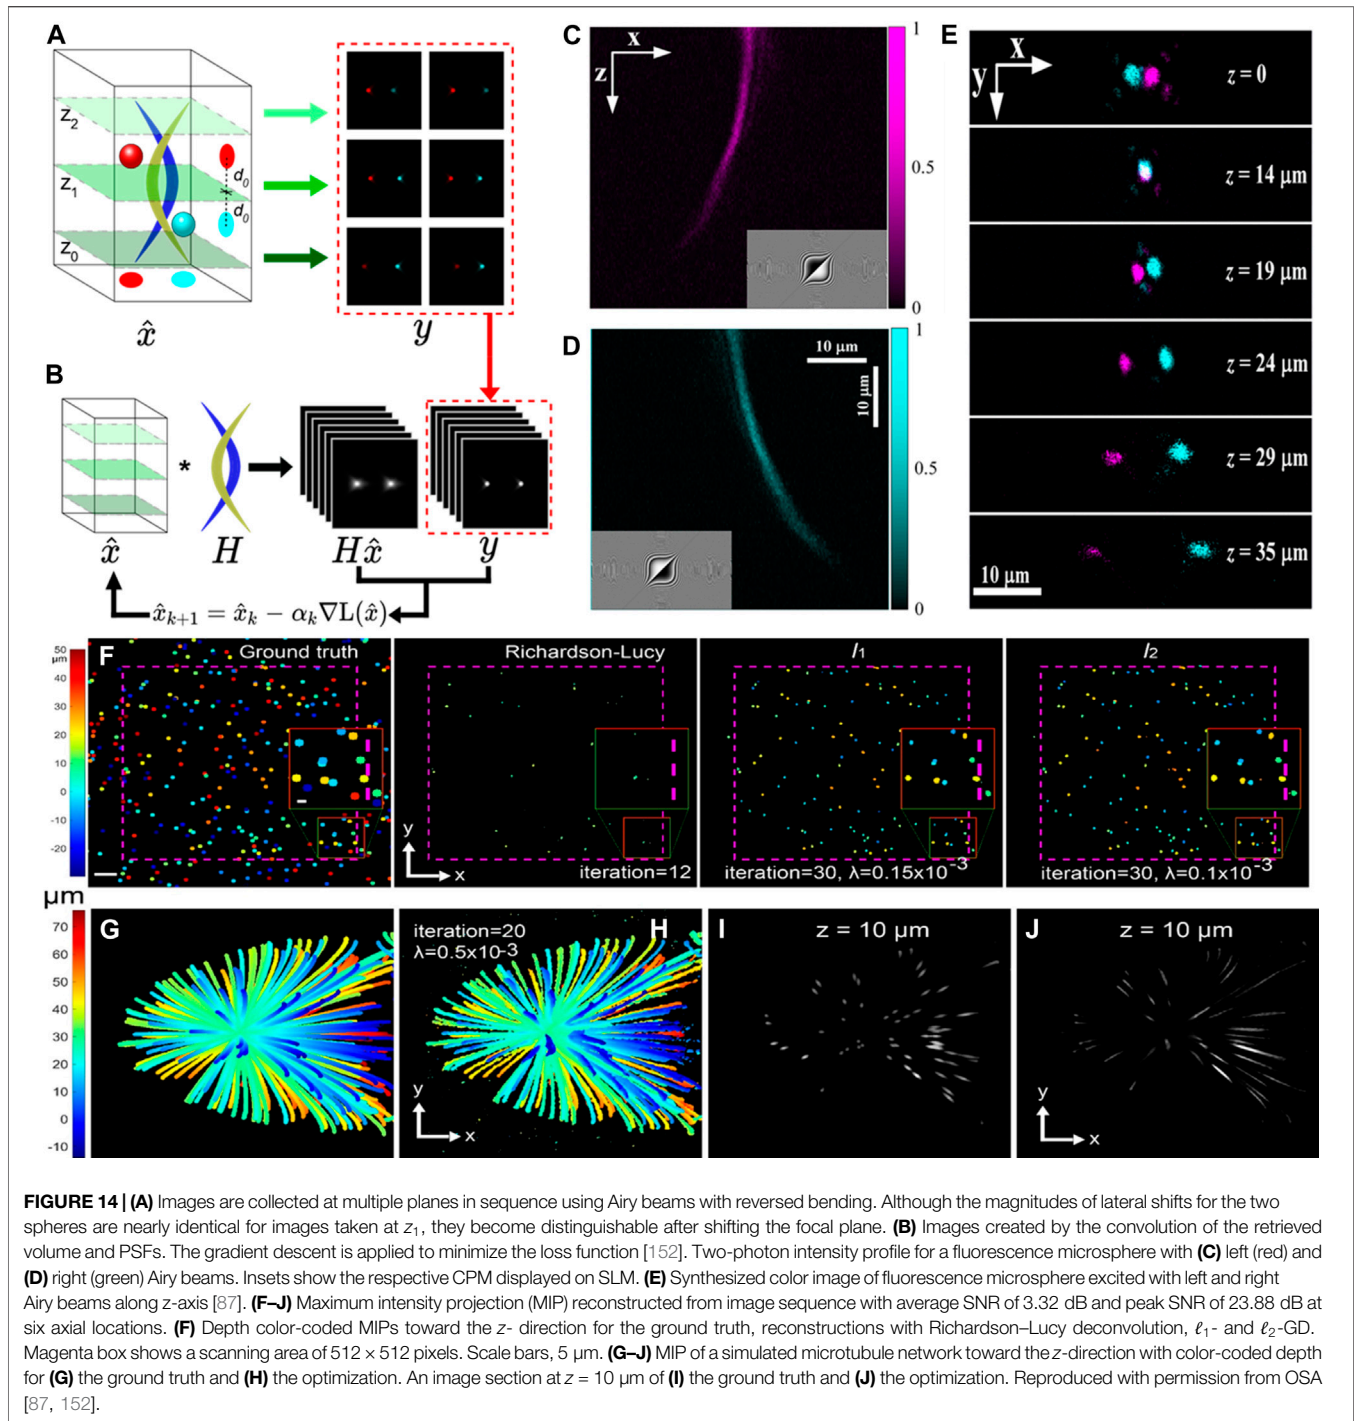 A
z₂
z₁
z₀
d₀
d₀
x̂
y
B
*
x̂
H
Hx̂
y
x̂ₖ₊₁ = x̂ₖ − αₖ∇L(x̂)
C
x
z
1
0.5
0
D
10 µm
10 µm
1
0.5
0
E
x
y
z = 0
z = 14 µm
z = 19 µm
z = 24 µm
z = 29 µm
z = 35 µm
10 µm
50
µm
40
30
20
10
0
-10
-20
F
Ground truth
Richardson-Lucy
y
x
iteration=12
l₁
iteration=30, λ=0.15x10⁻³
l₂
iteration=30, λ=0.1x10⁻³
µm
70
60
50
40
30
20
10
0
-10
G
iteration=20
λ=0.5x10⁻³
H
y
x
I
z = 10 µm
J
z = 10 µm
y
x
FIGURE 14 | (A) Images are collected at multiple planes in sequence using Airy beams with reversed bending. Although the magnitudes of lateral shifts for the two
spheres are nearly identical for images taken at z₁, they become distinguishable after shifting the focal plane. (B) Images created by the convolution of the retrieved
volume and PSFs. The gradient descent is applied to minimize the loss function [152]. Two-photon intensity profile for a fluorescence microsphere with (C) left (red) and
(D) right (green) Airy beams. Insets show the respective CPM displayed on SLM. (E) Synthesized color image of fluorescence microsphere excited with left and right
Airy beams along z-axis [87]. (F–J) Maximum intensity projection (MIP) reconstructed from image sequence with average SNR of 3.32 dB and peak SNR of 23.88 dB at
six axial locations. (F) Depth color-coded MIPs toward the z- direction for the ground truth, reconstructions with Richardson–Lucy deconvolution, ℓ₁- and ℓ₂-GD.
Magenta box shows a scanning area of 512 × 512 pixels. Scale bars, 5 µm. (G–J) MIP of a simulated microtubule network toward the z-direction with color-coded depth
for (G) the ground truth and (H) the optimization. An image section at z = 10 µm of (I) the ground truth and (J) the optimization. Reproduced with permission from OSA
[87, 152].